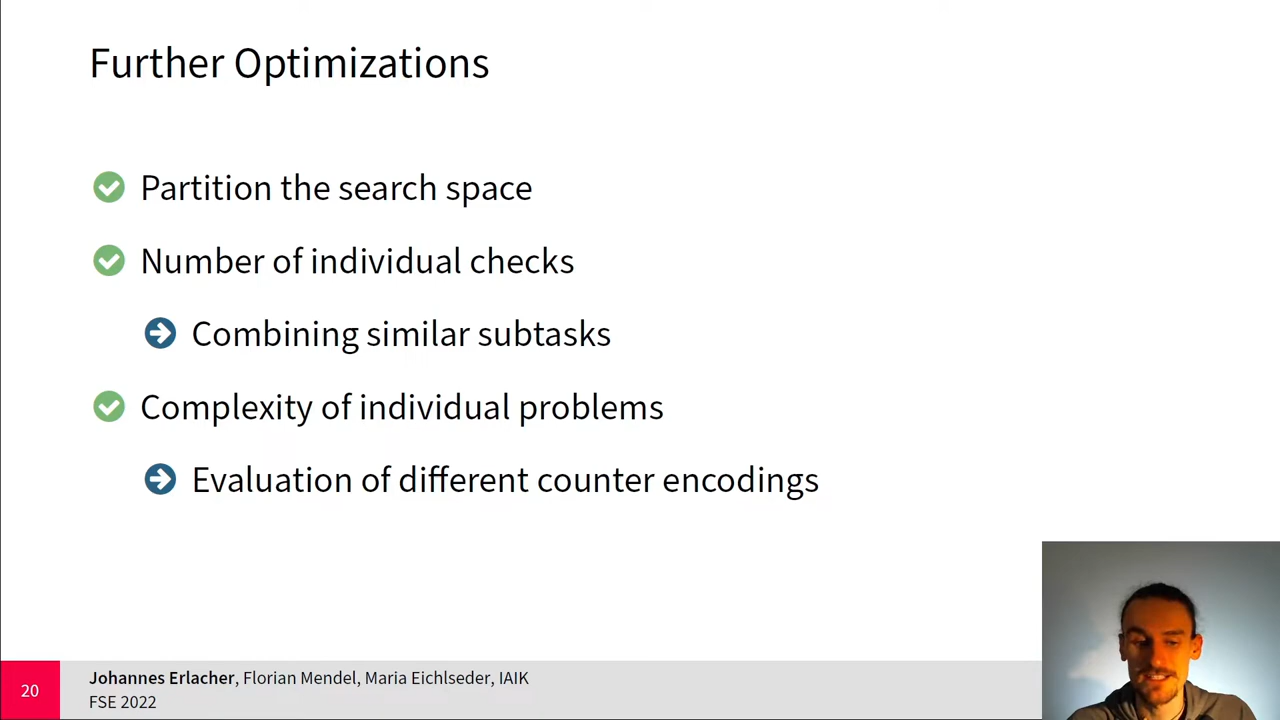 Further Optimizations
Partition the search space
Number of individual checks
Combining similar subtasks
Complexity of individual problems
Evaluation of different counter encodings
20
Johannes Erlacher, Florian Mendel, Maria Eichlseder, IAIK
FSE 2022